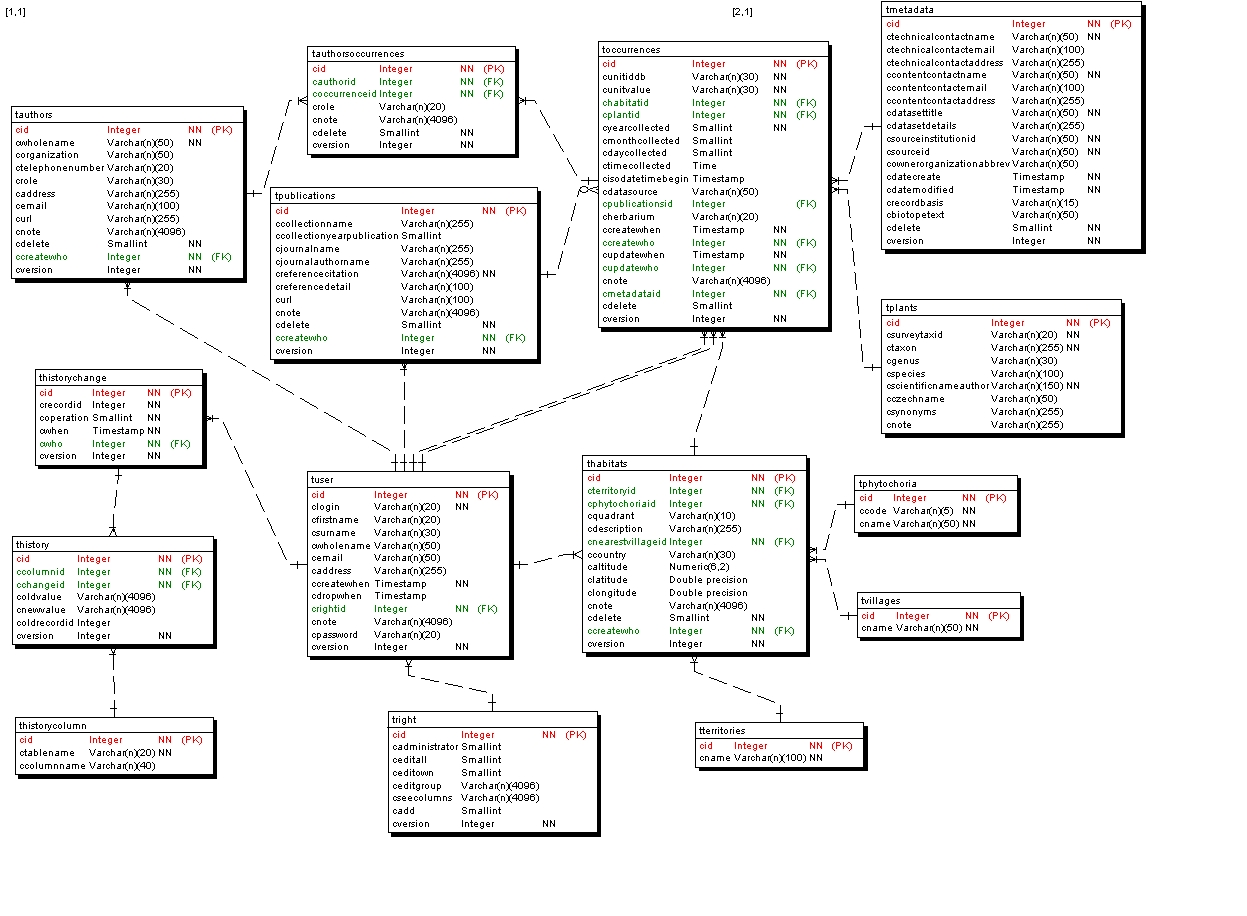 [1,1]
[2,1]
tauthors
cid Integer NN (PK)
cwholename Varchar(n)(50) NN
corganization Varchar(n)(50)
ctelephonenumber Varchar(n)(20)
crole Varchar(n)(30)
caddress Varchar(n)(255)
cemail Varchar(n)(100)
curl Varchar(n)(255)
cnote Varchar(n)(4096)
cdelete Smallint NN
ccreatewho Integer NN (FK)
cversion Integer NN
tauthorsoccurrences
cid Integer NN (PK)
cauthorid Integer NN (FK)
coccurrenceid Integer NN (FK)
crole Varchar(n)(20)
cnote Varchar(n)(4096)
cdelete Smallint NN
cversion Integer NN
tpublications
cid Integer NN (PK)
ccollectionname Varchar(n)(255)
ccollectionyearpublication Smallint
cjournalname Varchar(n)(255)
cjournalauthorname Varchar(n)(255)
creferencecitation Varchar(n)(4096) NN
creferencedetail Varchar(n)(100)
curl Varchar(n)(100)
cnote Varchar(n)(4096)
cdelete Smallint NN
ccreatewho Integer NN (FK)
cversion Integer NN
toccurrences
cid Integer NN (PK)
cunitiddb Varchar(n)(30) NN
cunitvalue Varchar(n)(30) NN
chabitatid Integer NN (FK)
cplantid Integer NN (FK)
cyearcollected Smallint NN
cmonthcollected Smallint
cdaycollected Smallint
ctimecollected Time
cisodatetimebegin Timestamp
cdatasource Varchar(n)(50)
cpublicationsid Integer (FK)
cherbarium Varchar(n)(20)
ccreatewhen Timestamp NN
ccreatewho Integer NN (FK)
cupdatewhen Timestamp NN
cupdatewho Integer NN (FK)
cnote Varchar(n)(4096)
cmetadataid Integer NN (FK)
cdelete Smallint
cversion Integer NN
tmetadata
cid Integer NN (PK)
ctechnicalcontactname Varchar(n)(50) NN
ctechnicalcontactemail Varchar(n)(100)
ctechnicalcontactaddress Varchar(n)(255)
ccontentcontactname Varchar(n)(50) NN
ccontentcontactemail Varchar(n)(100)
ccontentcontactaddress Varchar(n)(255)
cdatasettitle Varchar(n)(50) NN
cdatasetdetails Varchar(n)(255)
csourceinstitutionid Varchar(n)(50) NN
csourceid Varchar(n)(50) NN
cownerorganizationabbrev Varchar(n)(50)
cdatecreate Timestamp NN
cdatemodified Timestamp NN
crecordbasis Varchar(n)(15)
cbiotopetext Varchar(n)(50)
cdelete Smallint NN
cversion Integer NN
tplants
cid Integer NN (PK)
csurveytaxid Varchar(n)(20) NN
ctaxon Varchar(n)(255) NN
cgenus Varchar(n)(30)
cspecies Varchar(n)(100)
cscientificnameauthor Varchar(n)(150) NN
cczechname Varchar(n)(50)
csynonyms Varchar(n)(255)
cnote Varchar(n)(255)
thistorychange
cid Integer NN (PK)
crecordid Integer NN
coperation Smallint NN
cwhen Timestamp NN
cwho Integer NN (FK)
cversion Integer NN
thistory
cid Integer NN (PK)
ccolumnid Integer NN (FK)
cchangeid Integer NN (FK)
coldvalue Varchar(n)(4096)
cnewvalue Varchar(n)(4096)
coldrecordid Integer
cversion Integer NN
thistorycolumn
cid Integer NN (PK)
ctablename Varchar(n)(20) NN
ccolumnname Varchar(n)(40)
tuser
cid Integer NN (PK)
clogin Varchar(n)(20) NN
cfirstname Varchar(n)(20)
csurname Varchar(n)(30)
cwholename Varchar(n)(50)
cemail Varchar(n)(50)
caddress Varchar(n)(255)
ccreatewhen Timestamp NN
cdropwhen Timestamp
crightid Integer NN (FK)
cnote Varchar(n)(4096)
cpassword Varchar(n)(20)
cversion Integer NN
tright
cid Integer NN (PK)
cadministrator Smallint
ceditall Smallint
ceditown Smallint
ceditgroup Varchar(n)(4096)
cseecolumns Varchar(n)(4096)
cadd Smallint
cversion Integer NN
thabitats
cid Integer NN (PK)
cterritoryid Integer NN (FK)
cphytochoriaid Integer NN (FK)
cquadrant Varchar(n)(10)
cdescription Varchar(n)(255)
cnearestvillageid Integer NN (FK)
ccountry Varchar(n)(30)
caltitude Numeric(6,2)
clatitude Double precision
clongitude Double precision
cnote Varchar(n)(4096)
cdelete Smallint NN
ccreatewho Integer NN (FK)
cversion Integer NN
tphytochoria
cid Integer NN (PK)
ccode Varchar(n)(5) NN
cname Varchar(n)(50) NN
tvillages
cid Integer NN (PK)
cname Varchar(n)(50) NN
tterritories
cid Integer NN (PK)
cname Varchar(n)(100) NN